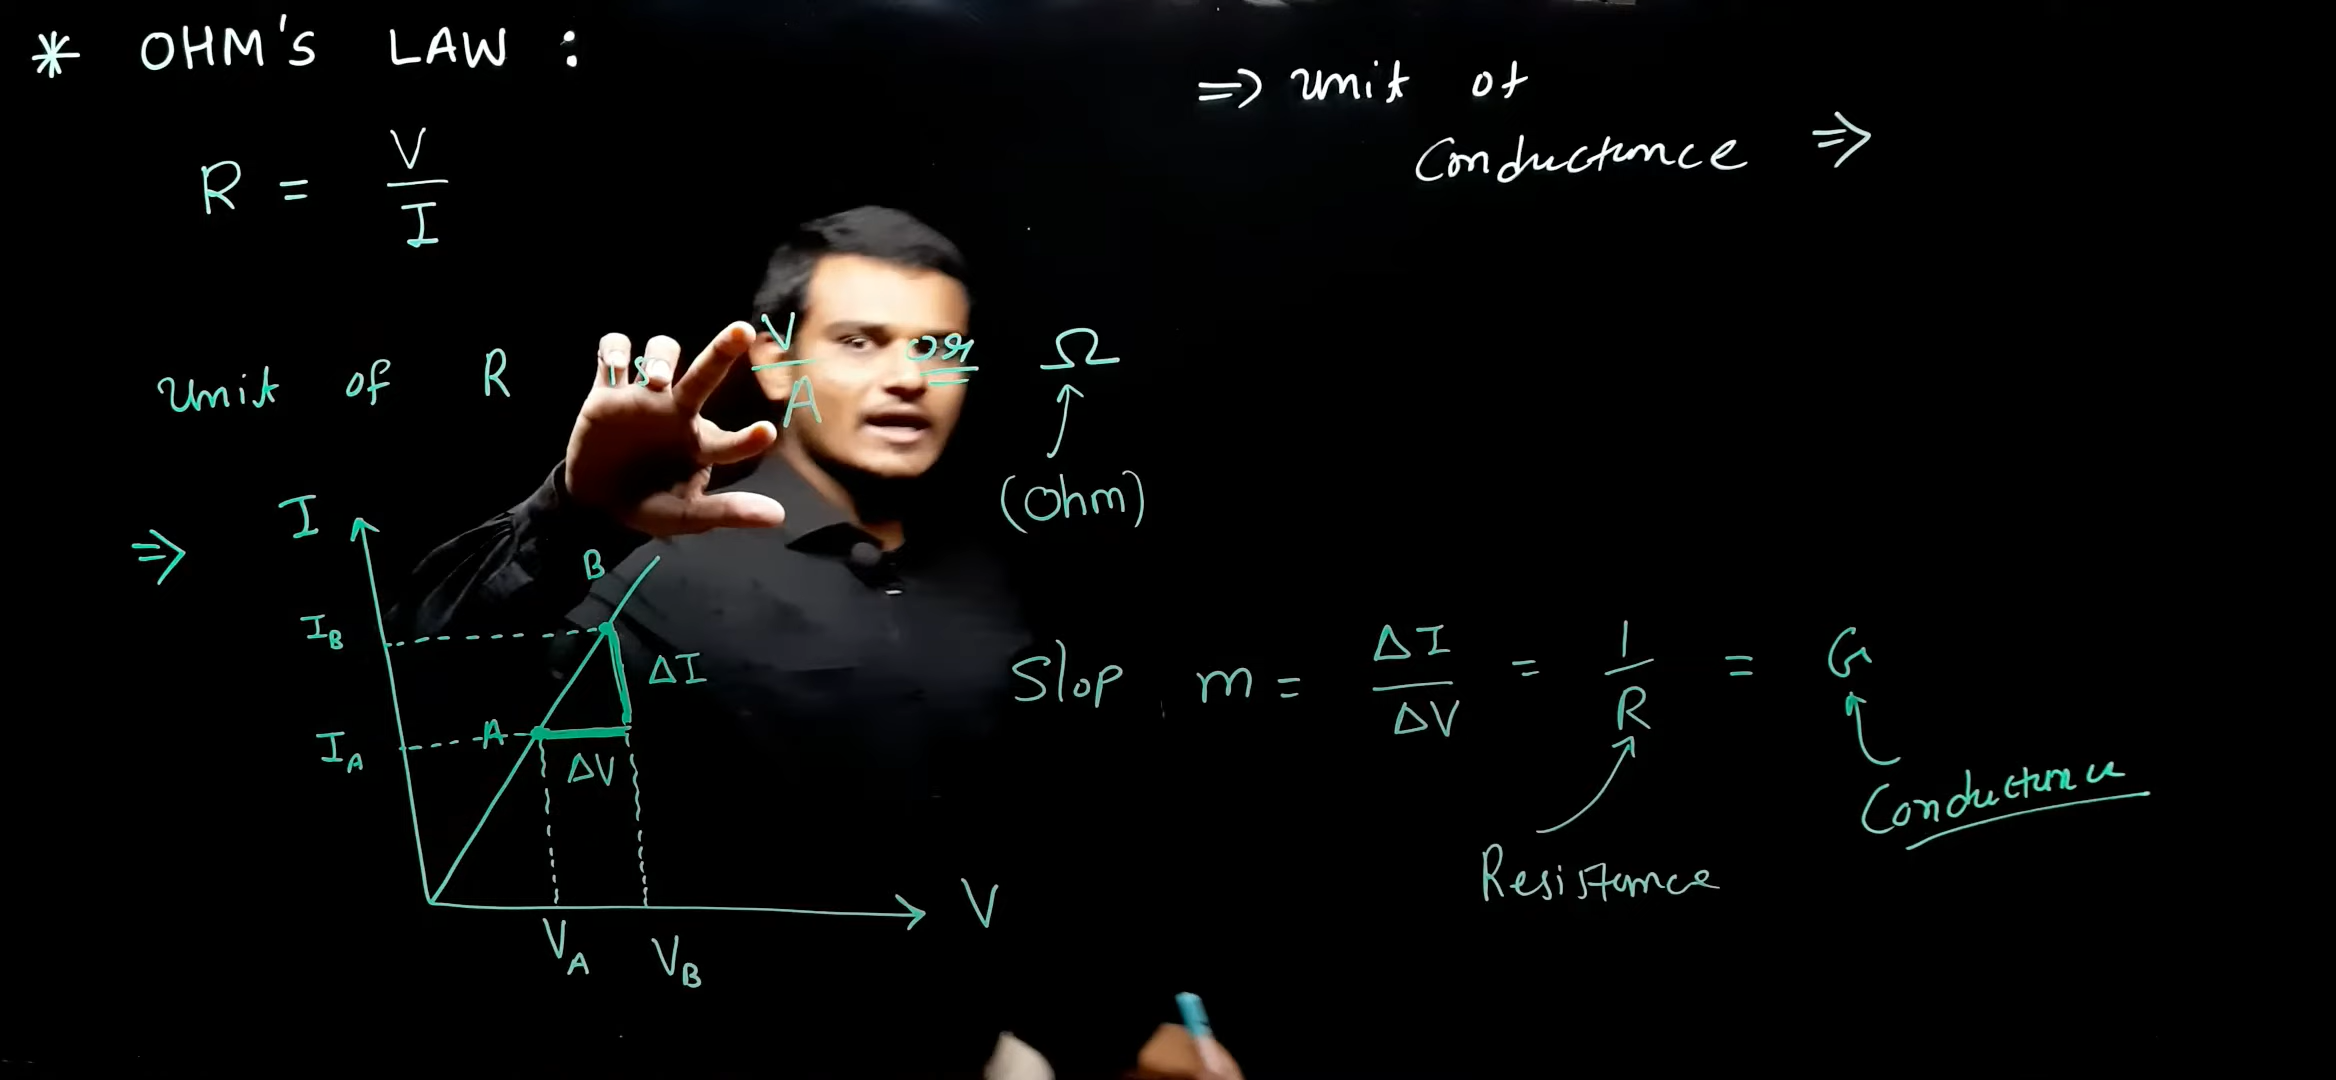 * OHM'S LAW :
R = V/I
Unit of R is V/A or Ω
(Ohm)
⇒ I
B
I_B
ΔI
A
I_A
ΔV
V
V_A V_B
Slop, m = ΔI/ΔV = 1/R = G
Resistance
Conductance
⇒ unit of
Conductance ⇒